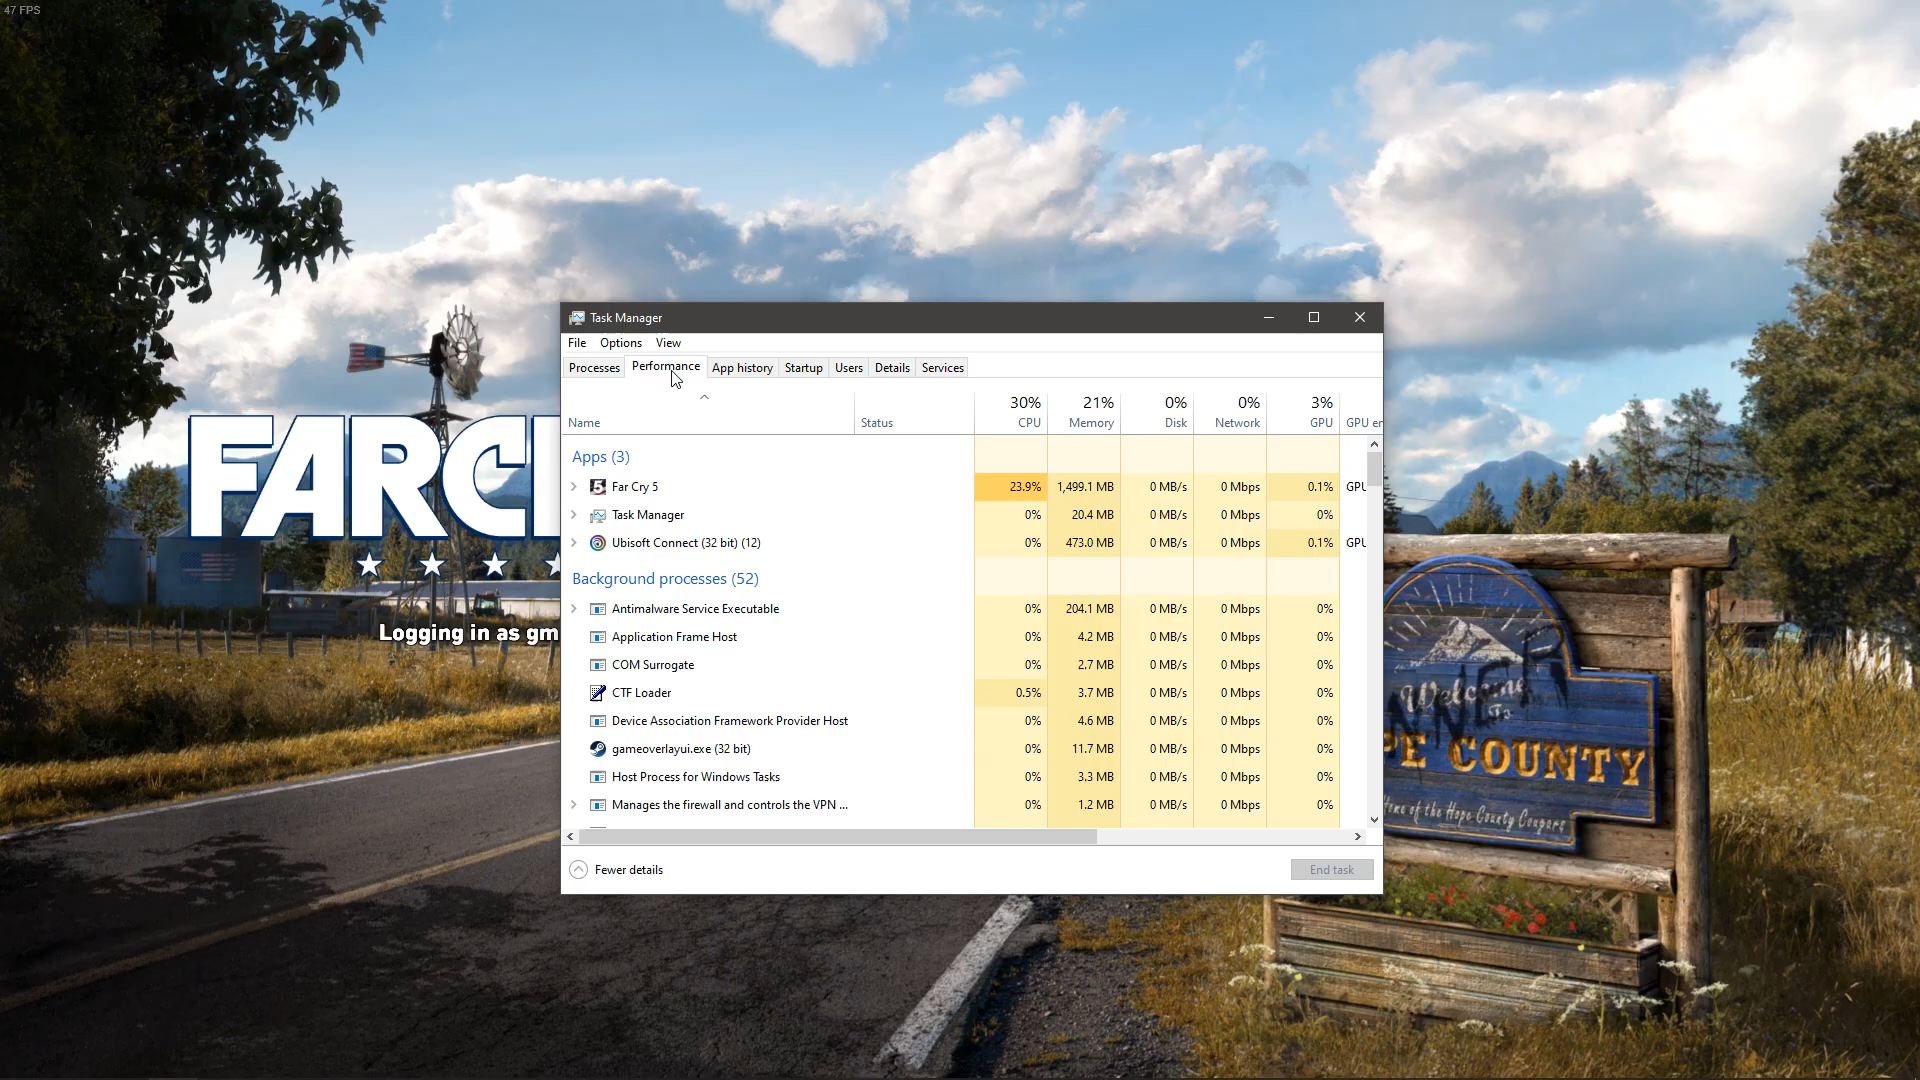 47 FPS
FARC
Logging in as gm
Task Manager
File Options View
Processes Performance App history Startup Users Details Services
30% 21% 0% 0% 3%
Name Status CPU Memory Disk Network GPU GPU en
Apps (3)
Far Cry 5 23.9% 1,499.1 MB 0 MB/s 0 Mbps 0.1% GPU
Task Manager 0% 20.4 MB 0 MB/s 0 Mbps 0%
Ubisoft Connect (32 bit) (12) 0% 473.0 MB 0 MB/s 0 Mbps 0.1% GPU
Background processes (52)
Antimalware Service Executable 0% 204.1 MB 0 MB/s 0 Mbps 0%
Application Frame Host 0% 4.2 MB 0 MB/s 0 Mbps 0%
COM Surrogate 0% 2.7 MB 0 MB/s 0 Mbps 0%
CTF Loader 0.5% 3.7 MB 0 MB/s 0 Mbps 0%
Device Association Framework Provider Host 0% 4.6 MB 0 MB/s 0 Mbps 0%
gameoverlayui.exe (32 bit) 0% 11.7 MB 0 MB/s 0 Mbps 0%
Host Process for Windows Tasks 0% 3.3 MB 0 MB/s 0 Mbps 0%
Manages the firewall and controls the VPN ... 0% 1.2 MB 0 MB/s 0 Mbps 0%
Fewer details End task
Welcome
To
PE COUNTY
Home of the Hope County Cougars